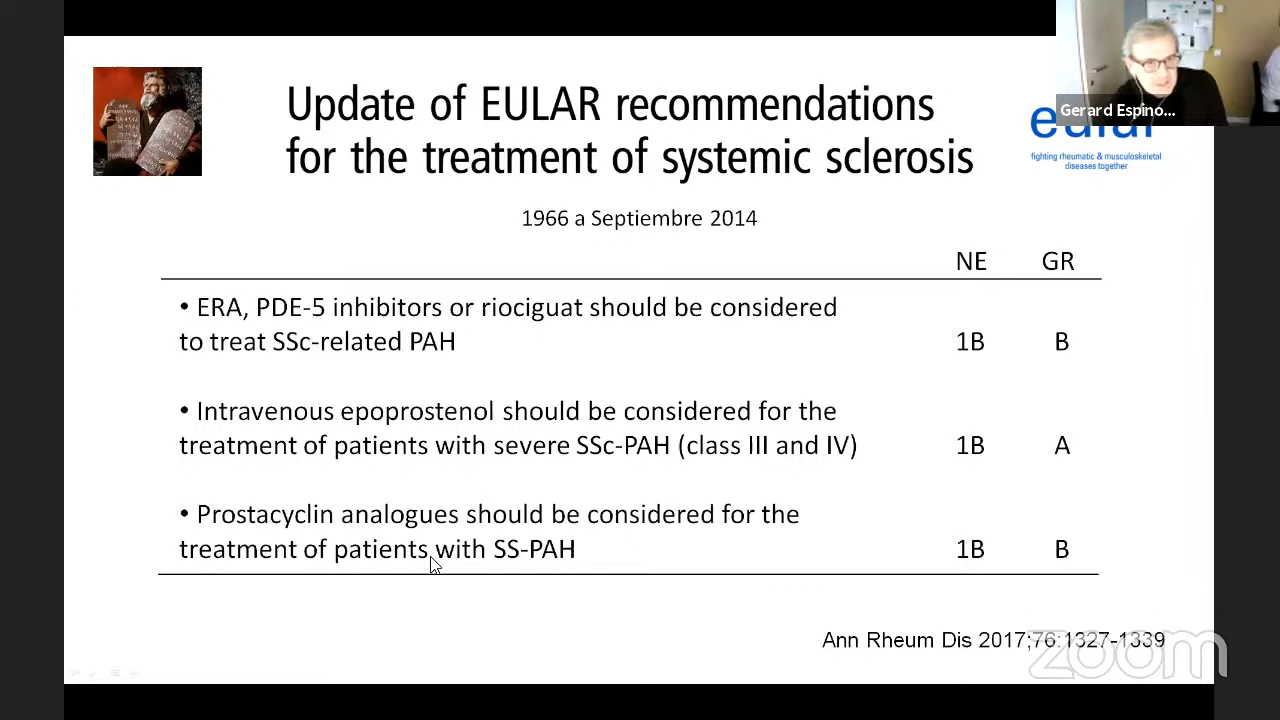 Gerard Espino...
Update of EULAR recommendations
for the treatment of systemic sclerosis
eular
fighting rheumatic & musculoskeletal
diseases together
1966 a Septiembre 2014
NE GR
• ERA, PDE-5 inhibitors or riociguat should be considered
to treat SSc-related PAH 1B B
• Intravenous epoprostenol should be considered for the
treatment of patients with severe SSc-PAH (class III and IV) 1B A
• Prostacyclin analogues should be considered for the
treatment of patients with SS-PAH 1B B
Ann Rheum Dis 2017;76:1327-1339
zoom